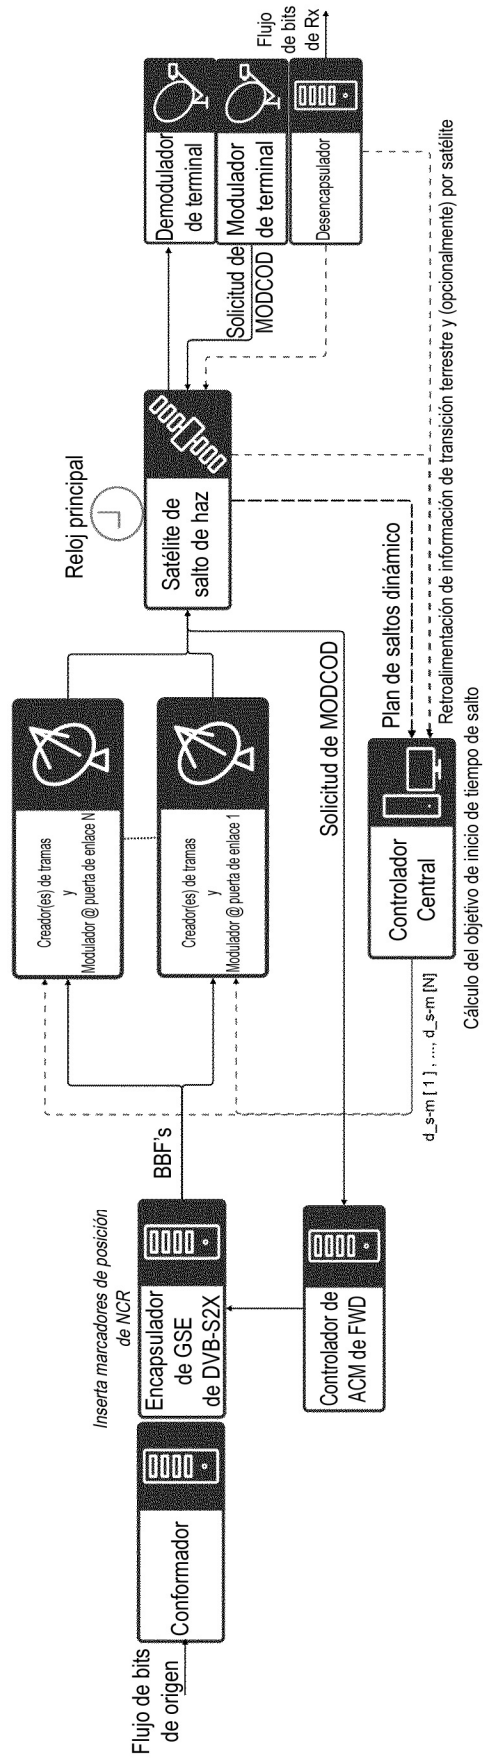 Flujo de bits
de origen
Conformador
Inserta marcadores de posición
de NCR
Encapsulador
de GSE
de DVB-S2X
BBF's
Controlador de
ACM de FWD
Creador(es) de tramas
y
Modulador @ puerta de enlace N
Creador(es) de tramas
y
Modulador @ puerta de enlace 1
d_s-m [ 1 ] , ..., d_s-m [N]
Controlador
Central
Cálculo del objetivo de inicio de tiempo de salto
Solicitud de MODCOD
Plan de saltos dinámico
Retroalimentación de información de transición terrestre y (opcionalmente) por satélite
Reloj principal
Satélite de
salto de haz
Solicitud de
MODCOD
Demodulador
de terminal
Modulador
de terminal
Desencapsulador
Flujo
de bits
de Rx